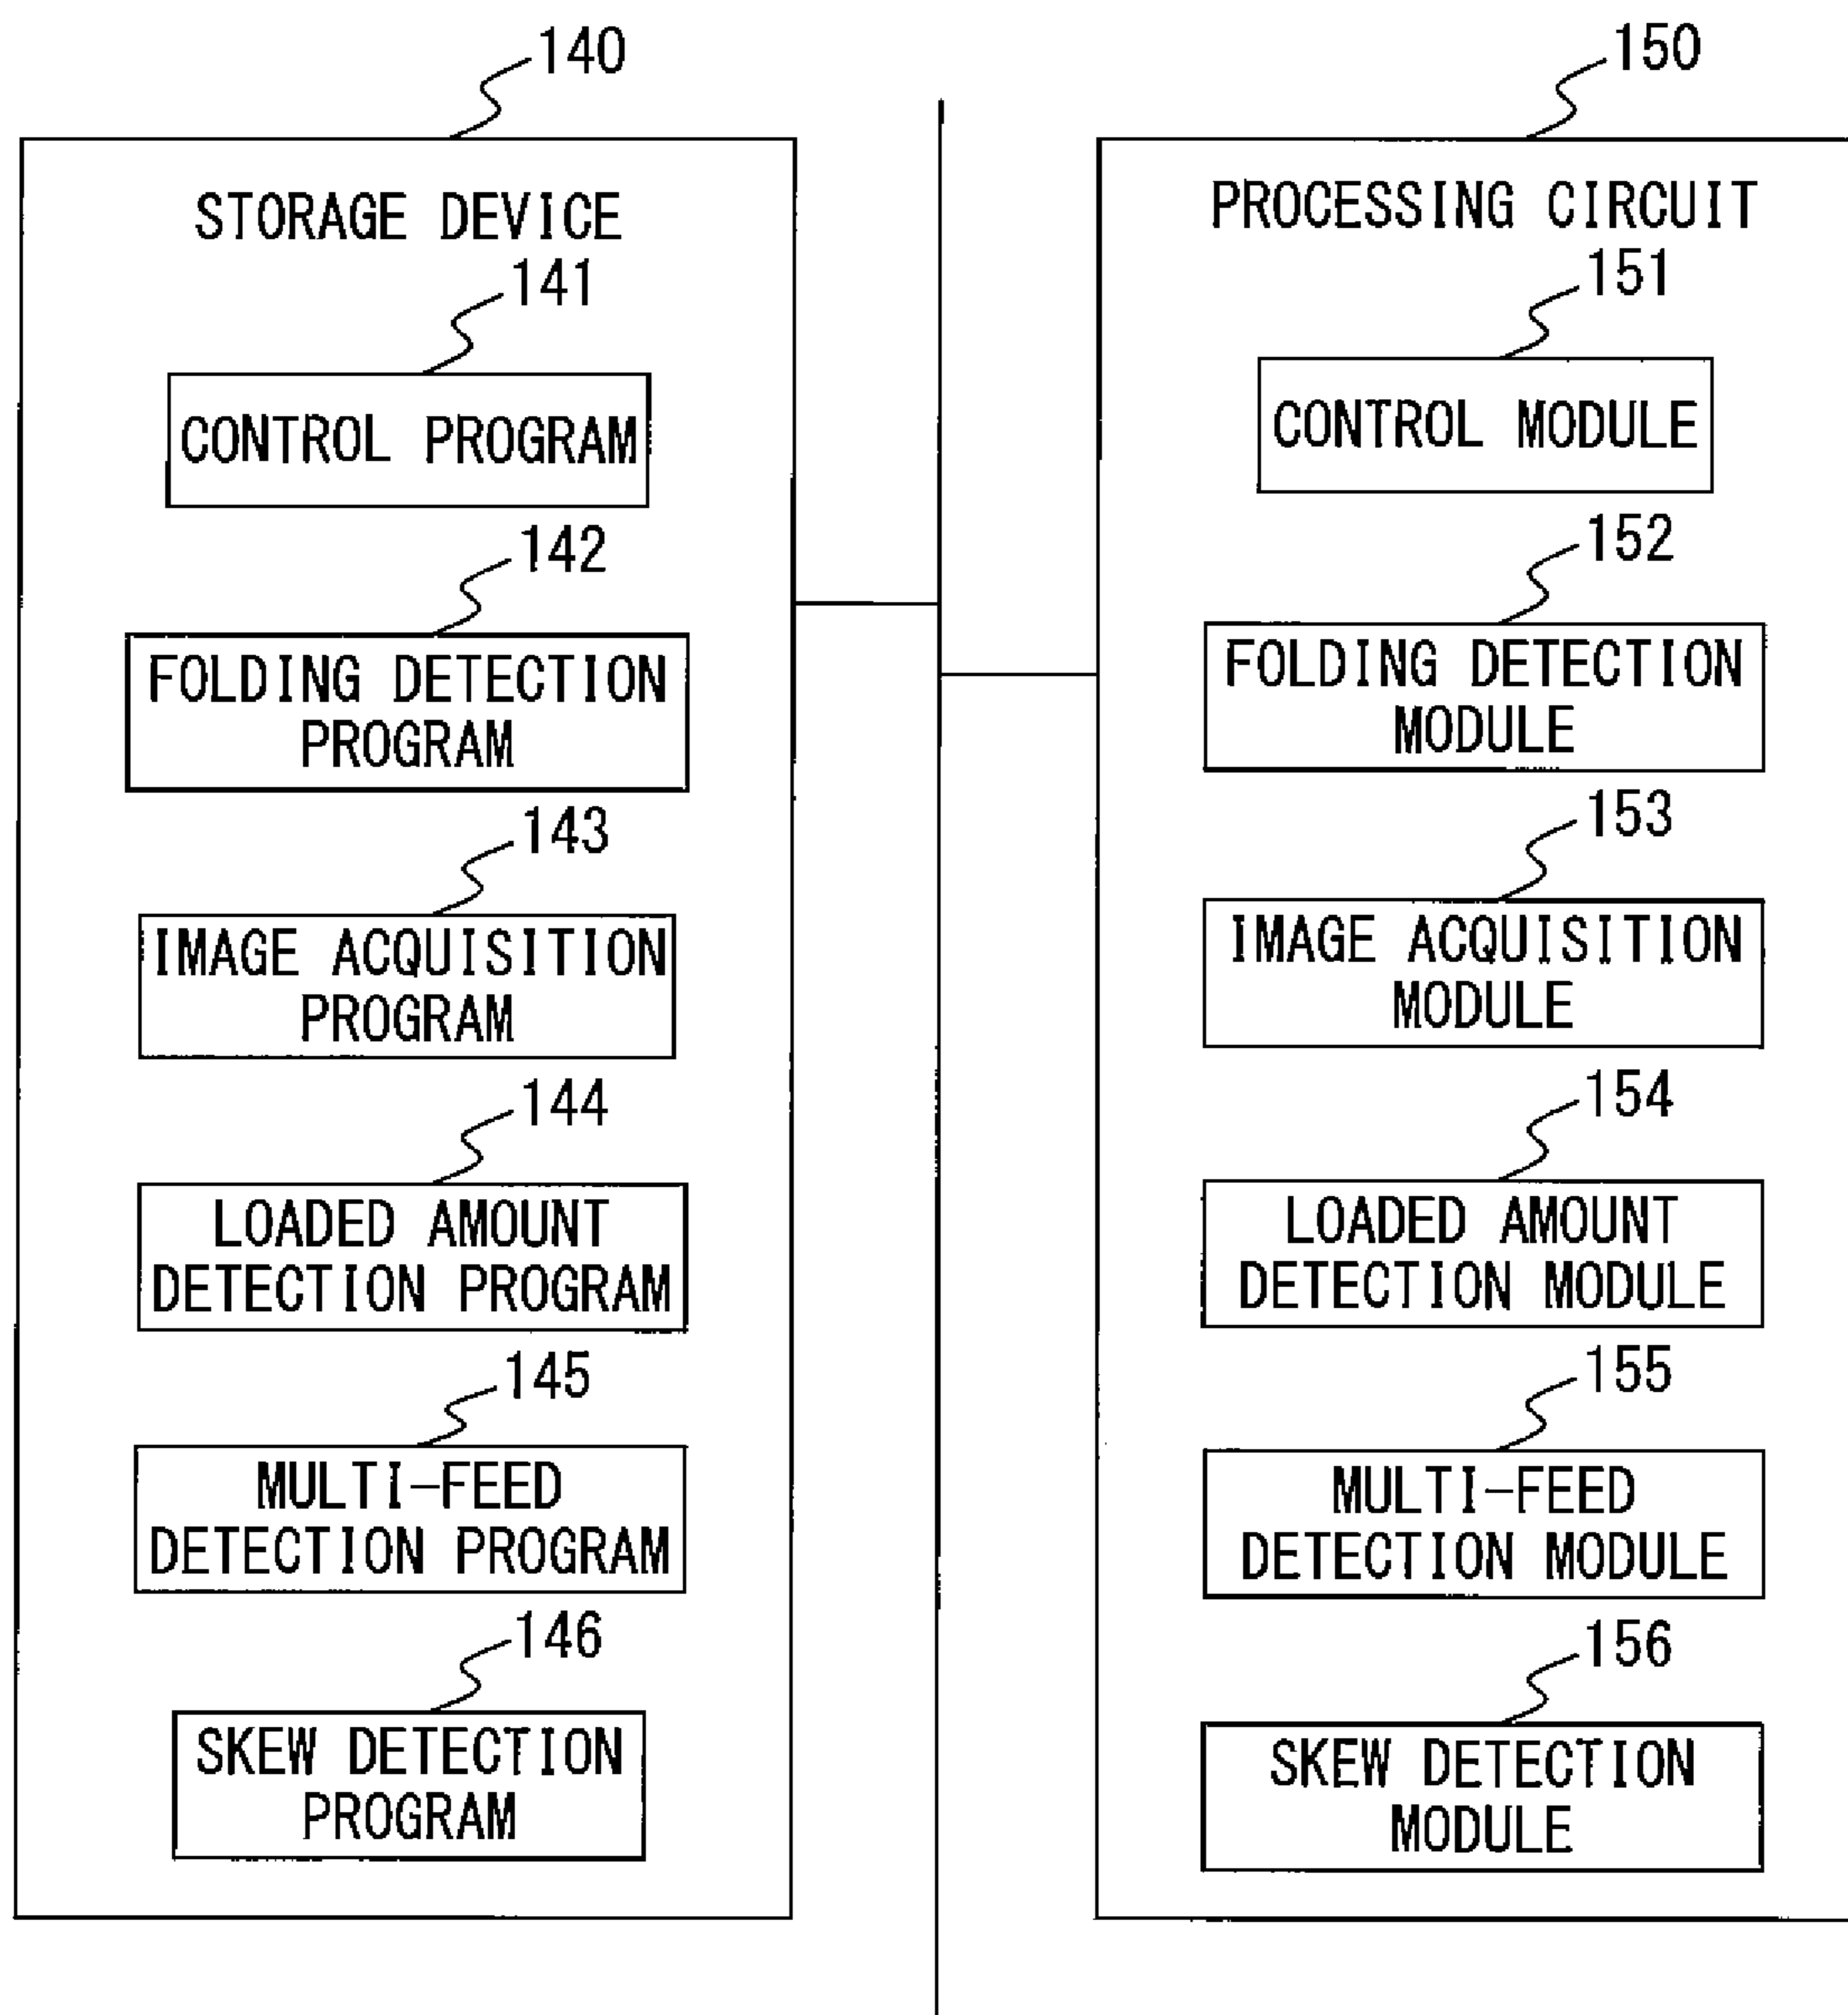 140
STORAGE DEVICE
141
CONTROL PROGRAM
142
FOLDING DETECTION
PROGRAM
143
IMAGE ACQUISITION
PROGRAM
144
LOADED AMOUNT
DETECTION PROGRAM
145
MULTI-FEED
DETECTION PROGRAM
146
SKEW DETECTION
PROGRAM
150
PROCESSING CIRCUIT
151
CONTROL MODULE
152
FOLDING DETECTION
MODULE
153
IMAGE ACQUISITION
MODULE
154
LOADED AMOUNT
DETECTION MODULE
155
MULTI-FEED
DETECTION MODULE
156
SKEW DETECTION
MODULE